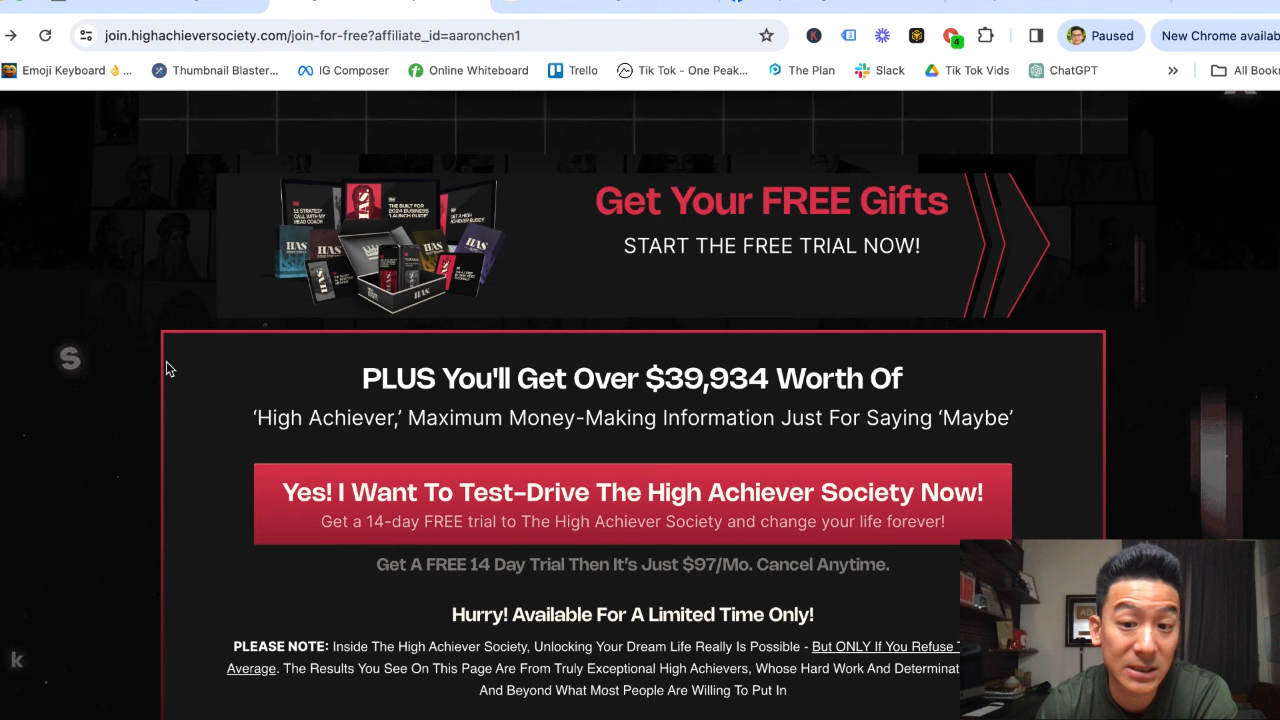 join.highachieversociety.com/join-for-free?affiliate_id=aaronchen1
4
Paused
New Chrome availab
Emoji Keyboard 👌 ...
Thumbnail Blaster...
IG Composer
Online Whiteboard
Trello
Tik Tok - One Peak...
The Plan
Slack
Tik Tok Vids
ChatGPT
»
All Bookr
Get Your FREE Gifts
START THE FREE TRIAL NOW!
HAS.
S
PLUS You'll Get Over $39,934 Worth Of
‘High Achiever,’ Maximum Money-Making Information Just For Saying ‘Maybe’
Yes! I Want To Test-Drive The High Achiever Society Now!
Get a 14-day FREE trial to The High Achiever Society and change your life forever!
Get A FREE 14 Day Trial Then It’s Just $97/Mo. Cancel Anytime.
Hurry! Available For A Limited Time Only!
PLEASE NOTE: Inside The High Achiever Society, Unlocking Your Dream Life Really Is Possible - But ONLY If You Refuse T
Average. The Results You See On This Page Are From Truly Exceptional High Achievers, Whose Hard Work And Determinat
And Beyond What Most People Are Willing To Put In
k